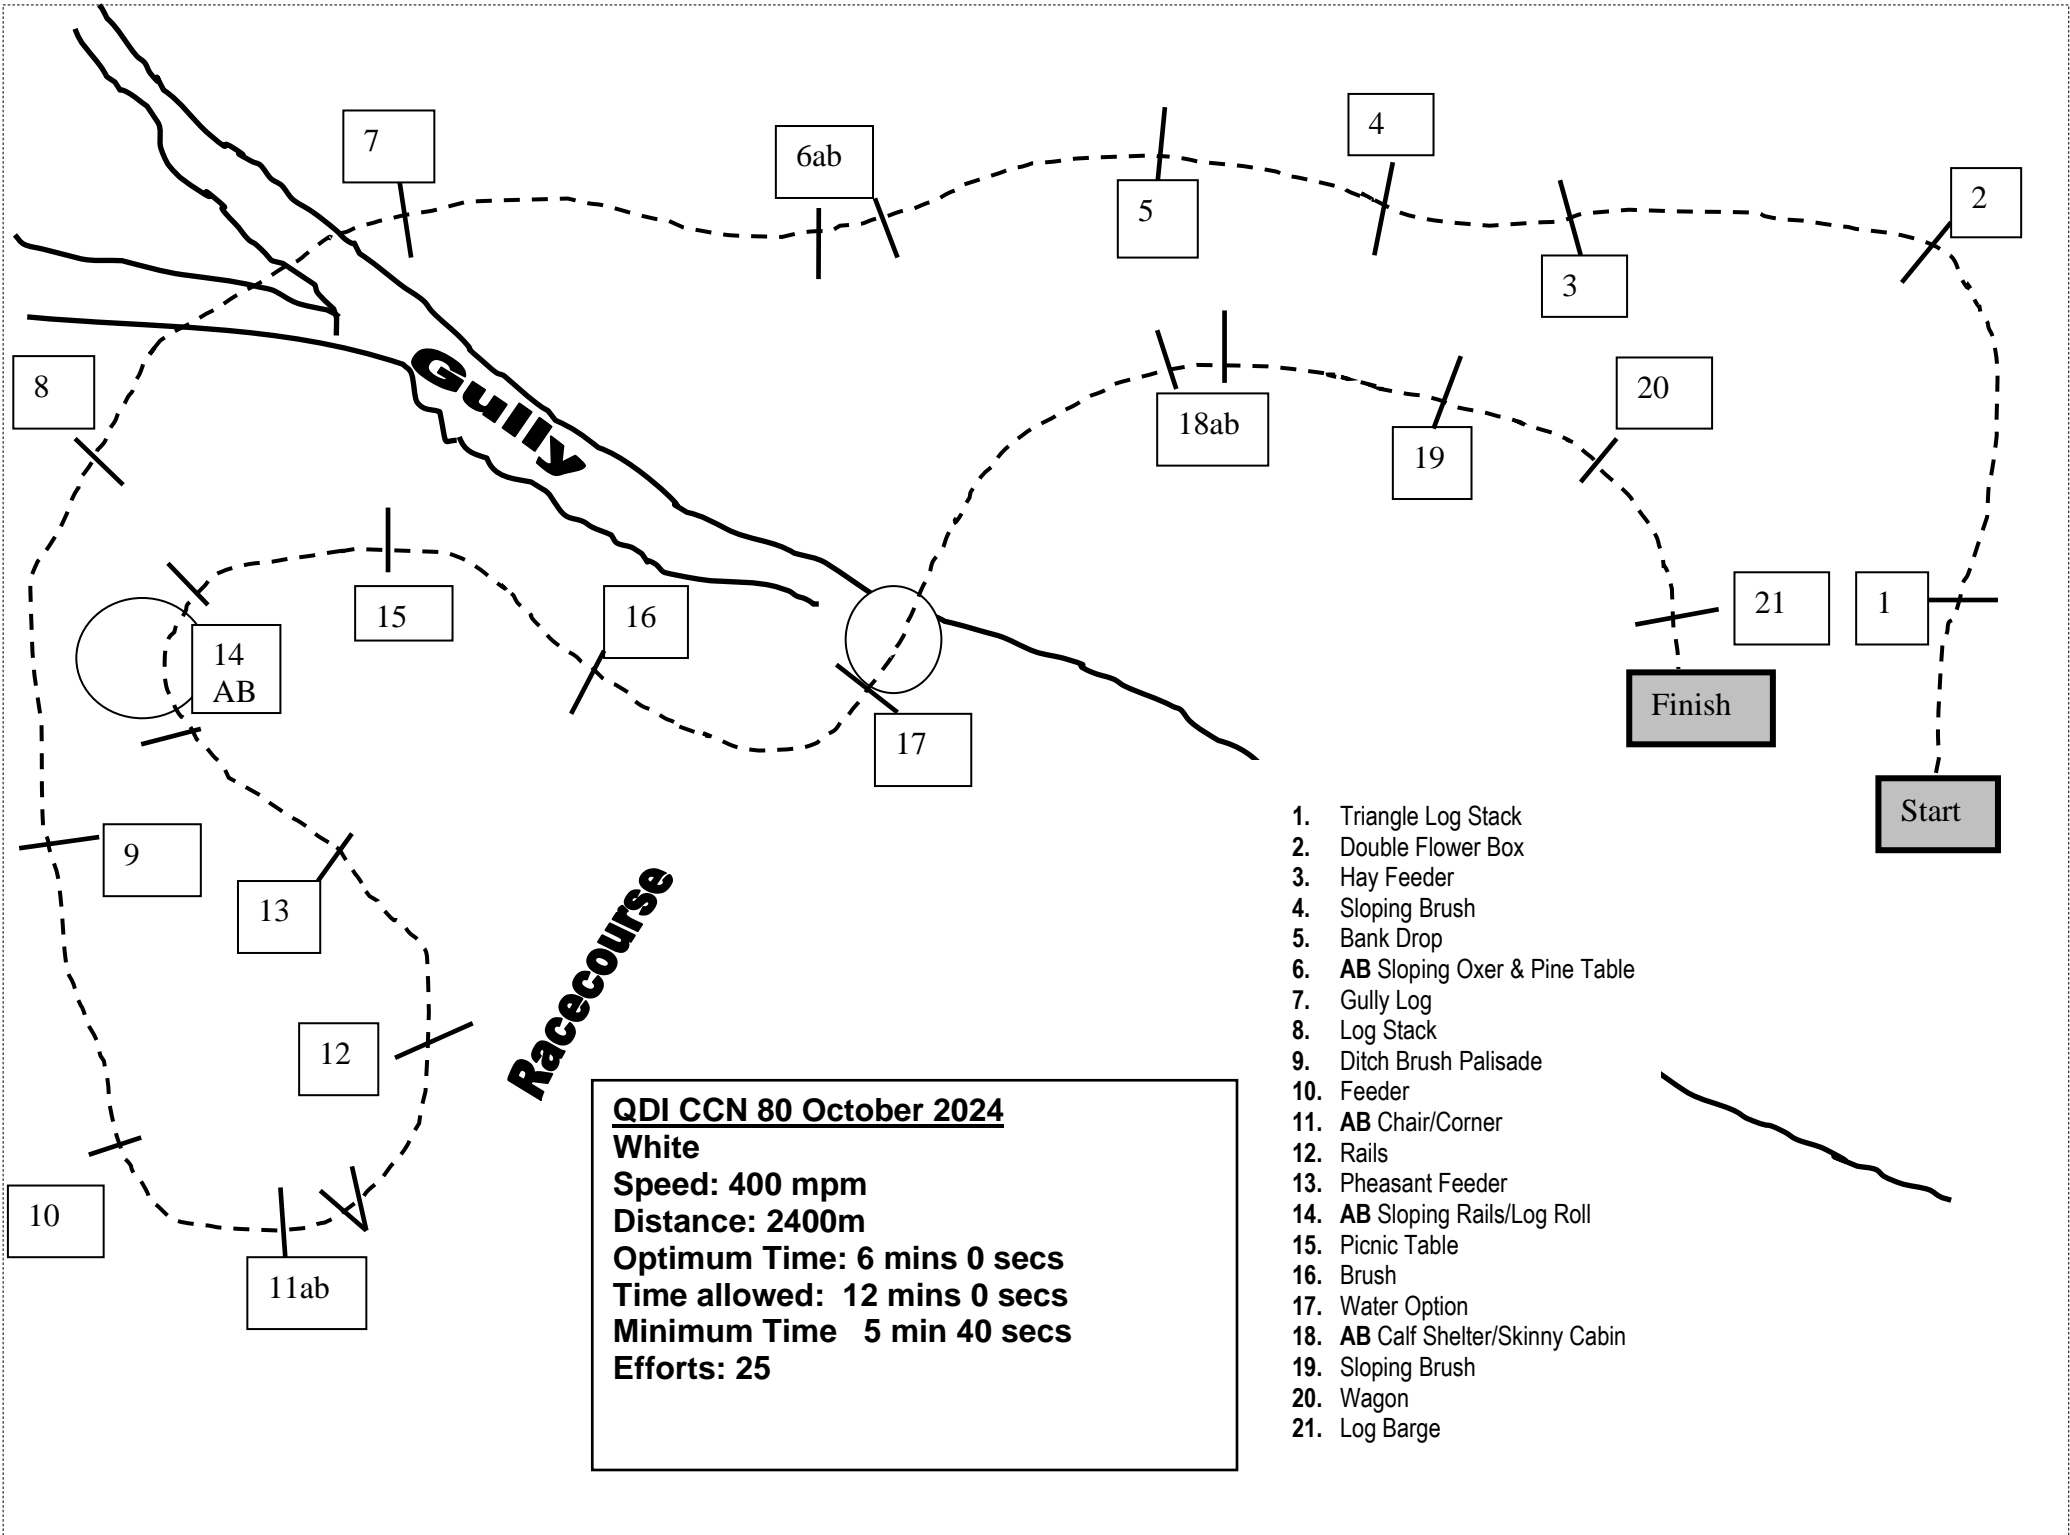 7
6ab
5
4
3
2
8
18ab
19
20
Gully
15
16
21
1
14
AB
17
Finish
Start
9
13
12
Racecourse
10
11ab
QDI CCN 80 October 2024
White
Speed: 400 mpm
Distance: 2400m
Optimum Time: 6 mins 0 secs
Time allowed: 12 mins 0 secs
Minimum Time 5 min 40 secs
Efforts: 25
1. Triangle Log Stack
2. Double Flower Box
3. Hay Feeder
4. Sloping Brush
5. Bank Drop
6. AB Sloping Oxer & Pine Table
7. Gully Log
8. Log Stack
9. Ditch Brush Palisade
10. Feeder
11. AB Chair/Corner
12. Rails
13. Pheasant Feeder
14. AB Sloping Rails/Log Roll
15. Picnic Table
16. Brush
17. Water Option
18. AB Calf Shelter/Skinny Cabin
19. Sloping Brush
20. Wagon
21. Log Barge